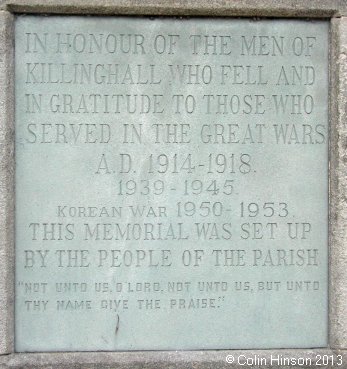 IN HONOUR OF THE MEN OF
KILLINGHALL WHO FELL AND
IN GRATITUDE TO THOSE WHO
SERVED IN THE GREAT WARS
A.D. 1914-1918.
1939-1945.
KOREAN WAR 1950-1953
THIS MEMORIAL WAS SET UP
BY THE PEOPLE OF THE PARISH
"NOT UNTO US, O LORD, NOT UNTO US, BUT UNTO
THY NAME GIVE THE PRAISE."
©Colin Hinson 2013